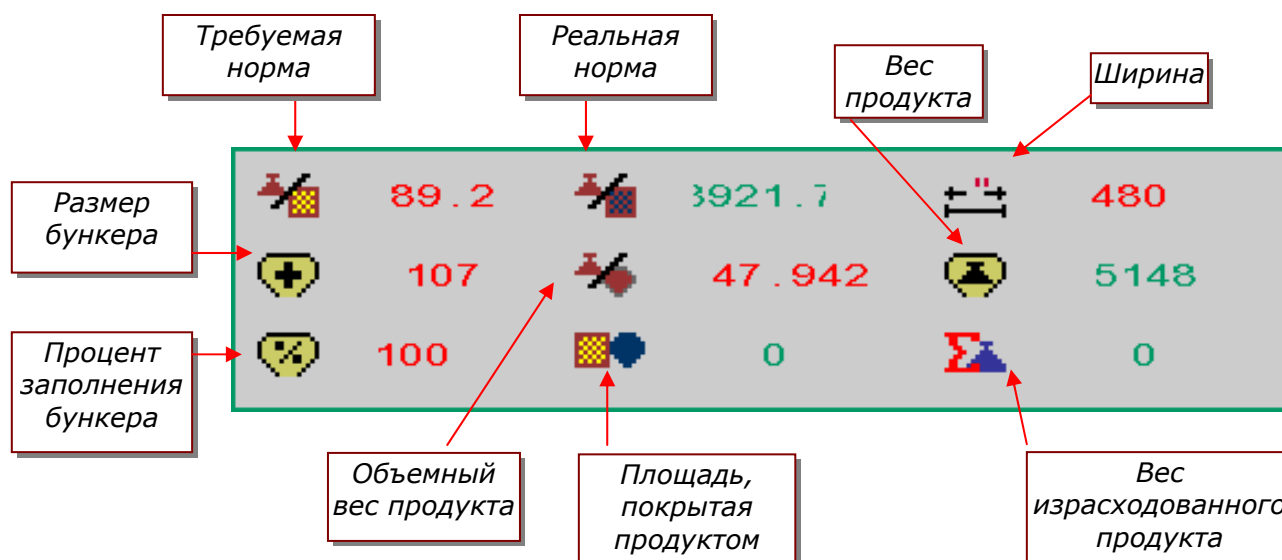 Требуемая
норма
Реальная
норма
Вес
продукта
Ширина
Размер
бункера
Процент
заполнения
бункера
89.2
3921.7
480
107
47.942
5148
100
0
0
Объемный
вес продукта
Площадь,
покрытая
продуктом
Вес
израсходованного
продукта